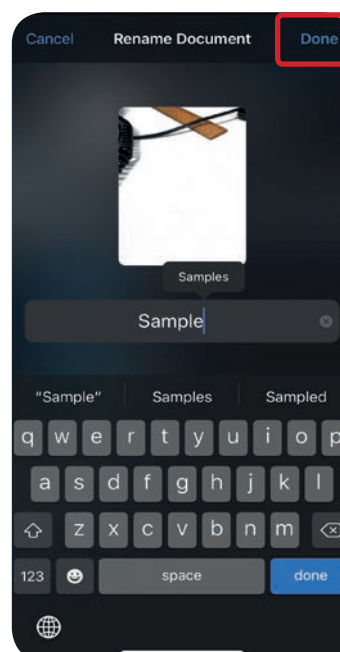 Cancel Rename Document Done
Samples
Sample
"Sample" Samples Sampled
q w e r t y u i o p
a s d f g h j k l
z x c v b n m
123 space done